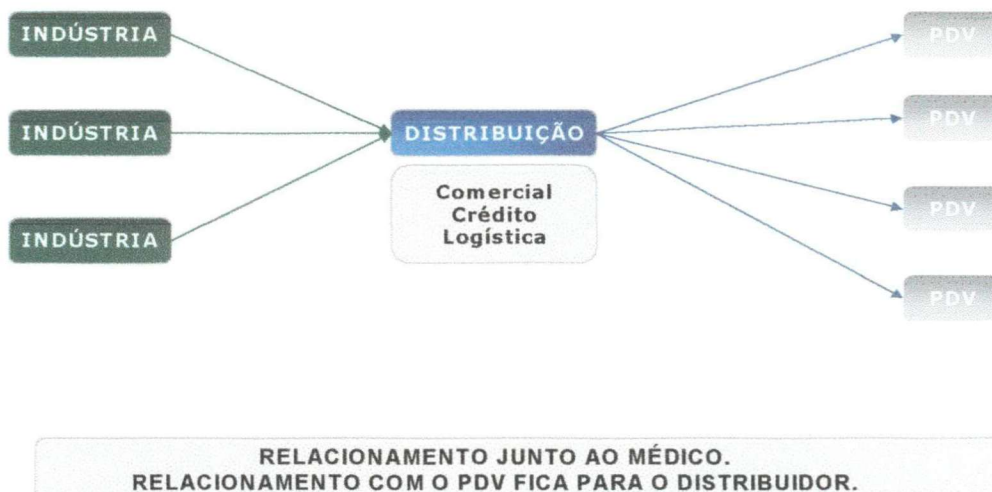 INDÚSTRIA
PDV
PDV
INDÚSTRIA
DISTRIBUIÇÃO
Comercial
Crédito
Logística
PDV
INDÚSTRIA
PDV
RELACIONAMENTO JUNTO AO MÉDICO.
RELACIONAMENTO COM O PDV FICA PARA O DISTRIBUIDOR.